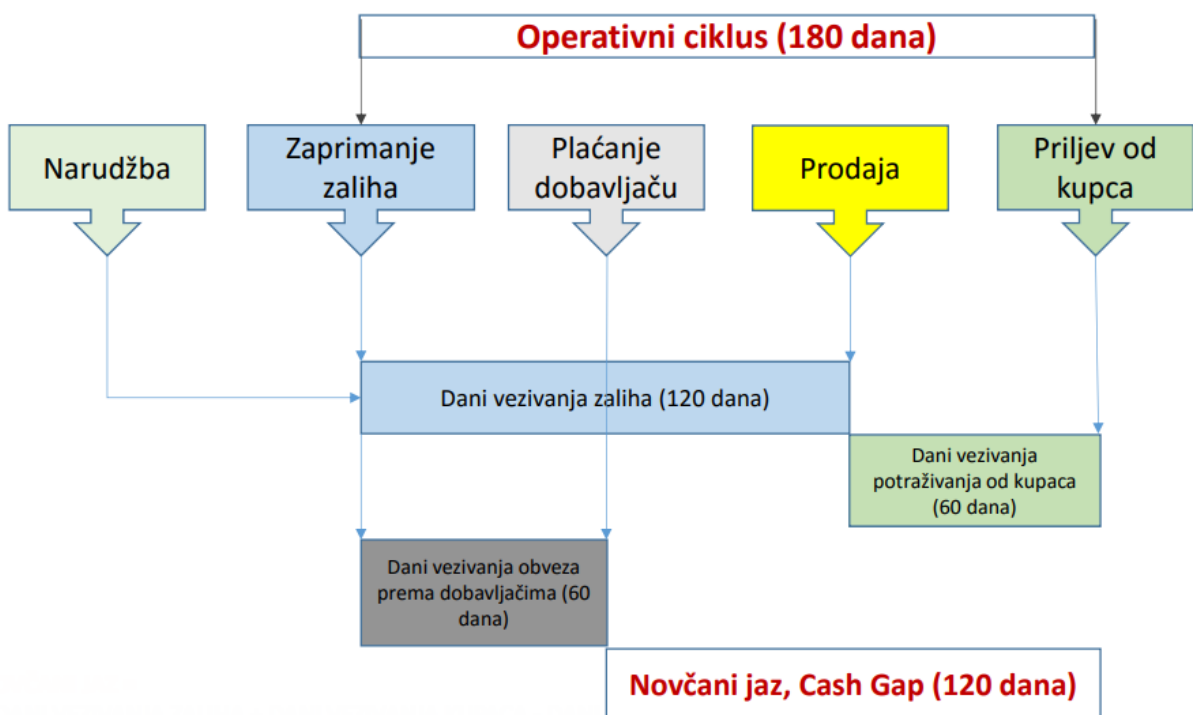 Operativni ciklus (180 dana)
Narudžba
Zaprimanje
zaliha
Plaćanje
dobavljaču
Prodaja
Priljev od
kupca
Dani vezivanja zaliha (120 dana)
Dani vezivanja
potraživanja od kupaca
(60 dana)
Dani vezivanja obveza
prema dobavljačima (60
dana)
Novčani jaz, Cash Gap (120 dana)